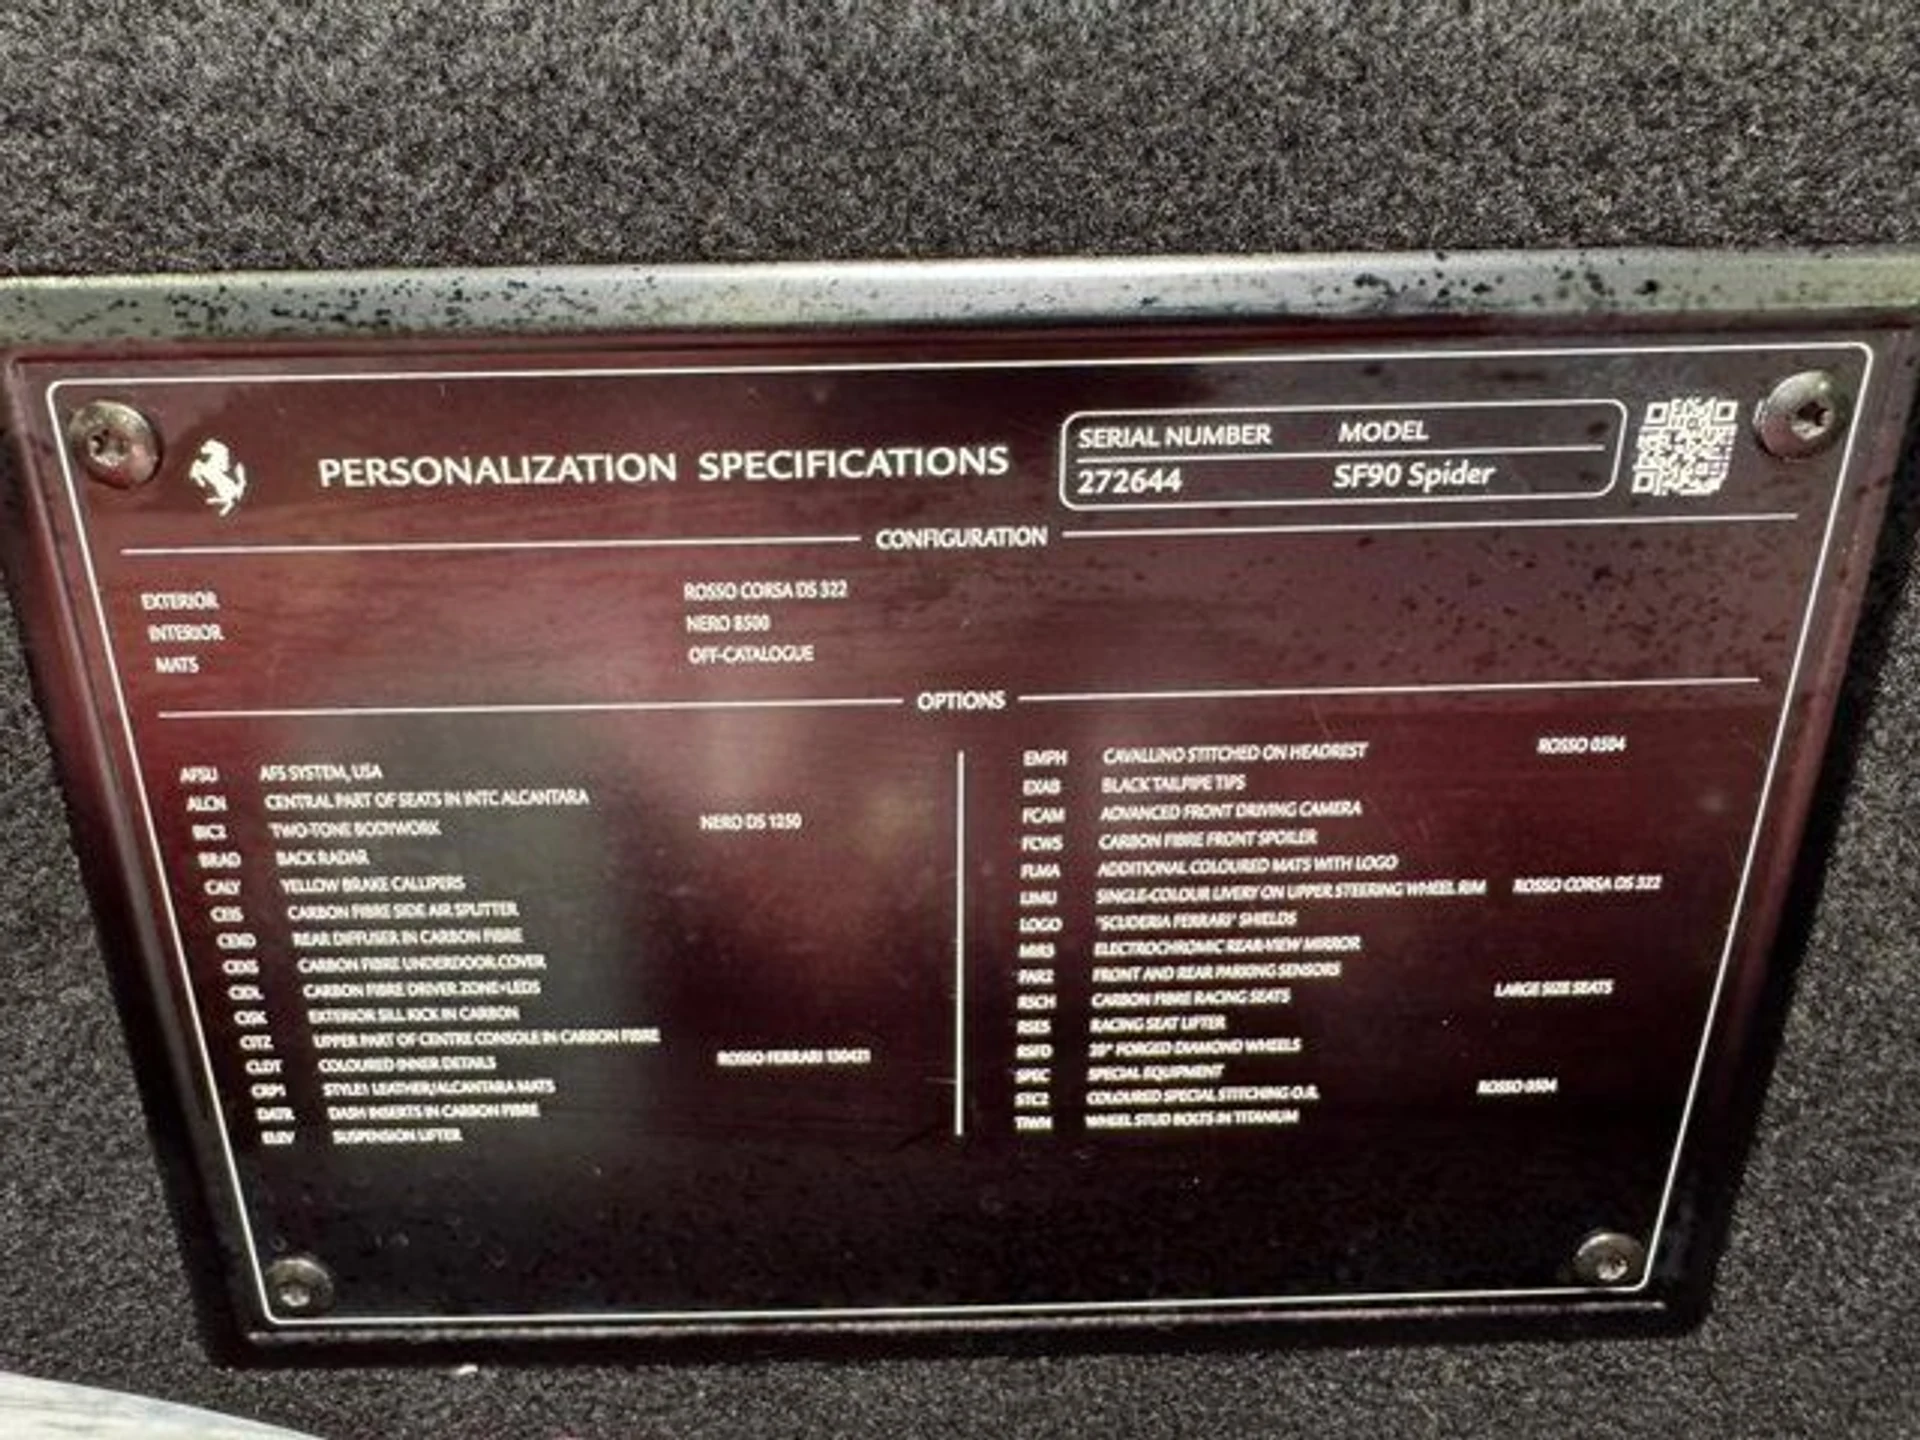 PERSONALIZATION SPECIFICATIONS
SERIAL NUMBER MODEL
272644 SF90 Spider
CONFIGURATION
EXTERIOR ROSSO CORSA DS 322
INTERIOR NERO 8500
MATS OFF-CATALOGUE
OPTIONS
AFSU AFS SYSTEM, USA
ALCN CENTRAL PART OF SEATS IN INTC ALCANTARA
BIC2 TWO-TONE BODYWORK NERO DS 1250
BRAD BACK RADAR
CALY YELLOW BRAKE CALLIPERS
CEIS CARBON FIBRE SIDE AIR SPLITTER
REAR DIFFUSER IN CARBON FIBRE
CARBON FIBRE UNDERDOOR COVER
CARBON FIBRE DRIVER ZONE+LEDS
CISK EXTERIOR SILL KICK IN CARBON
CITZ UPPER PART OF CENTRE CONSOLE IN CARBON FIBRE
CLDT COLOURED INNER DETAILS ROSSO FERRARI
CRP1 STYLE1 LEATHER/ALCANTARA MATS
DATR DASH INSERTS IN CARBON FIBRE
ELEV SUSPENSION LIFTER
EMPH CAVALLINO STITCHED ON HEADREST ROSSO 0504
EXAB BLACK TAILPIPE TIPS
FCAM ADVANCED FRONT DRIVING CAMERA
FCWS CARBON FIBRE FRONT SPOILER
FLMA ADDITIONAL COLOURED MATS WITH LOGO
LIMU SINGLE-COLOUR LIVERY ON UPPER STEERING WHEEL RIM ROSSO CORSA DS 322
LOGO "SCUDERIA FERRARI" SHIELDS
MIR3 ELECTROCHROMIC REAR-VIEW MIRROR
PAR2 FRONT AND REAR PARKING SENSORS
RSCH CARBON FIBRE RACING SEATS LARGE SIZE SEATS
RSES RACING SEAT LIFTER
RSFD 20" FORGED DIAMOND WHEELS
SPEC SPECIAL EQUIPMENT
STC2 COLOURED SPECIAL STITCHING O.R. ROSSO 0504
TIWH WHEEL STUD BOLTS IN TITANIUM